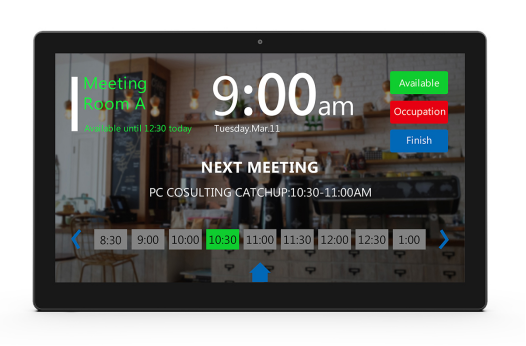 Meeting
Room A
Available until 12:30 today
9:00am
Tuesday.Mar.11
Available
Occupation
Finish
NEXT MEETING
PC COSULTING CATCHUP:10:30-11:00AM
8:30 9:00 10:00 10:30 11:00 11:30 12:00 12:30 1:00